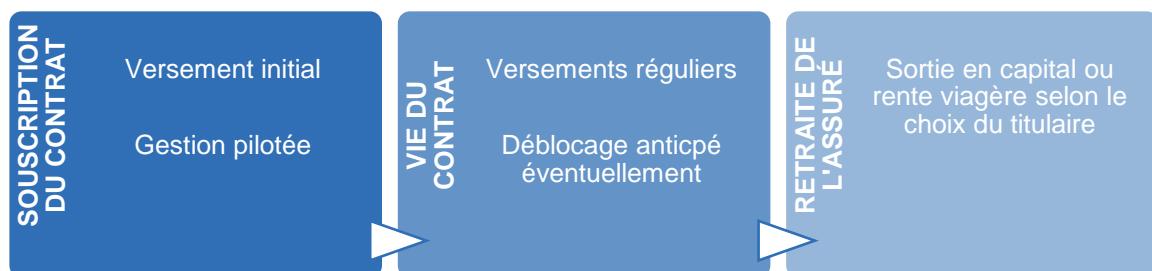 SOUSCRIPTION
DU CONTRAT
Versement initial
Gestion pilotée
VIE DU
CONTRAT
Versements réguliers
Déblocage anticpé
éventuellement
RETRAITE DE
L'ASSURÉ
Sortie en capital ou
rente viagère selon le
choix du titulaire